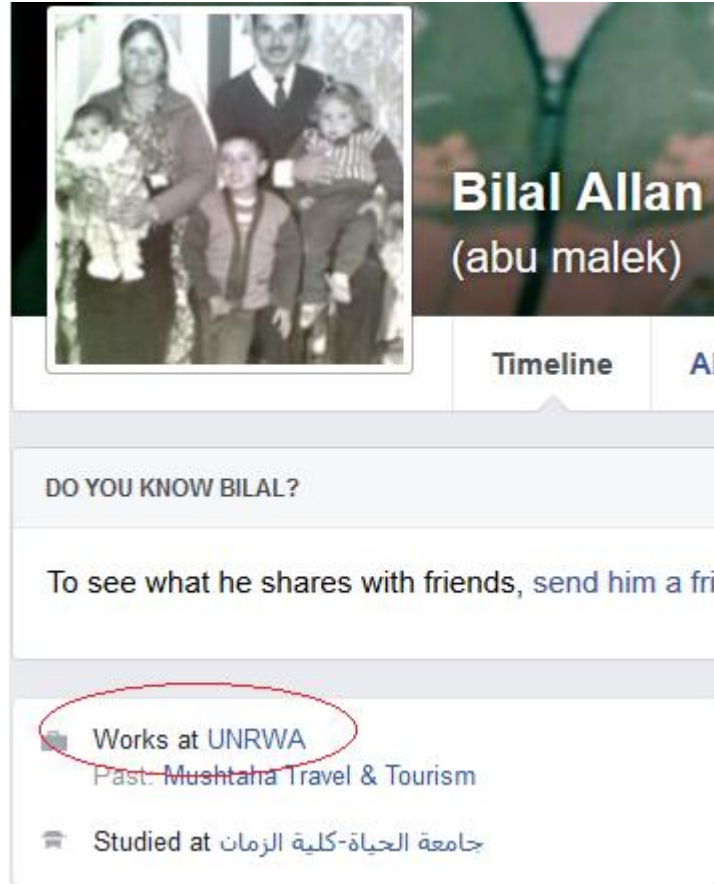 Bilal Allan
(abu malek)
Timeline
DO YOU KNOW BILAL?
To see what he shares with friends, send him a
Works at UNRWA
Past: Mushtaha Travel & Tourism
Studied at جامعة الحياة-كلية الزمان